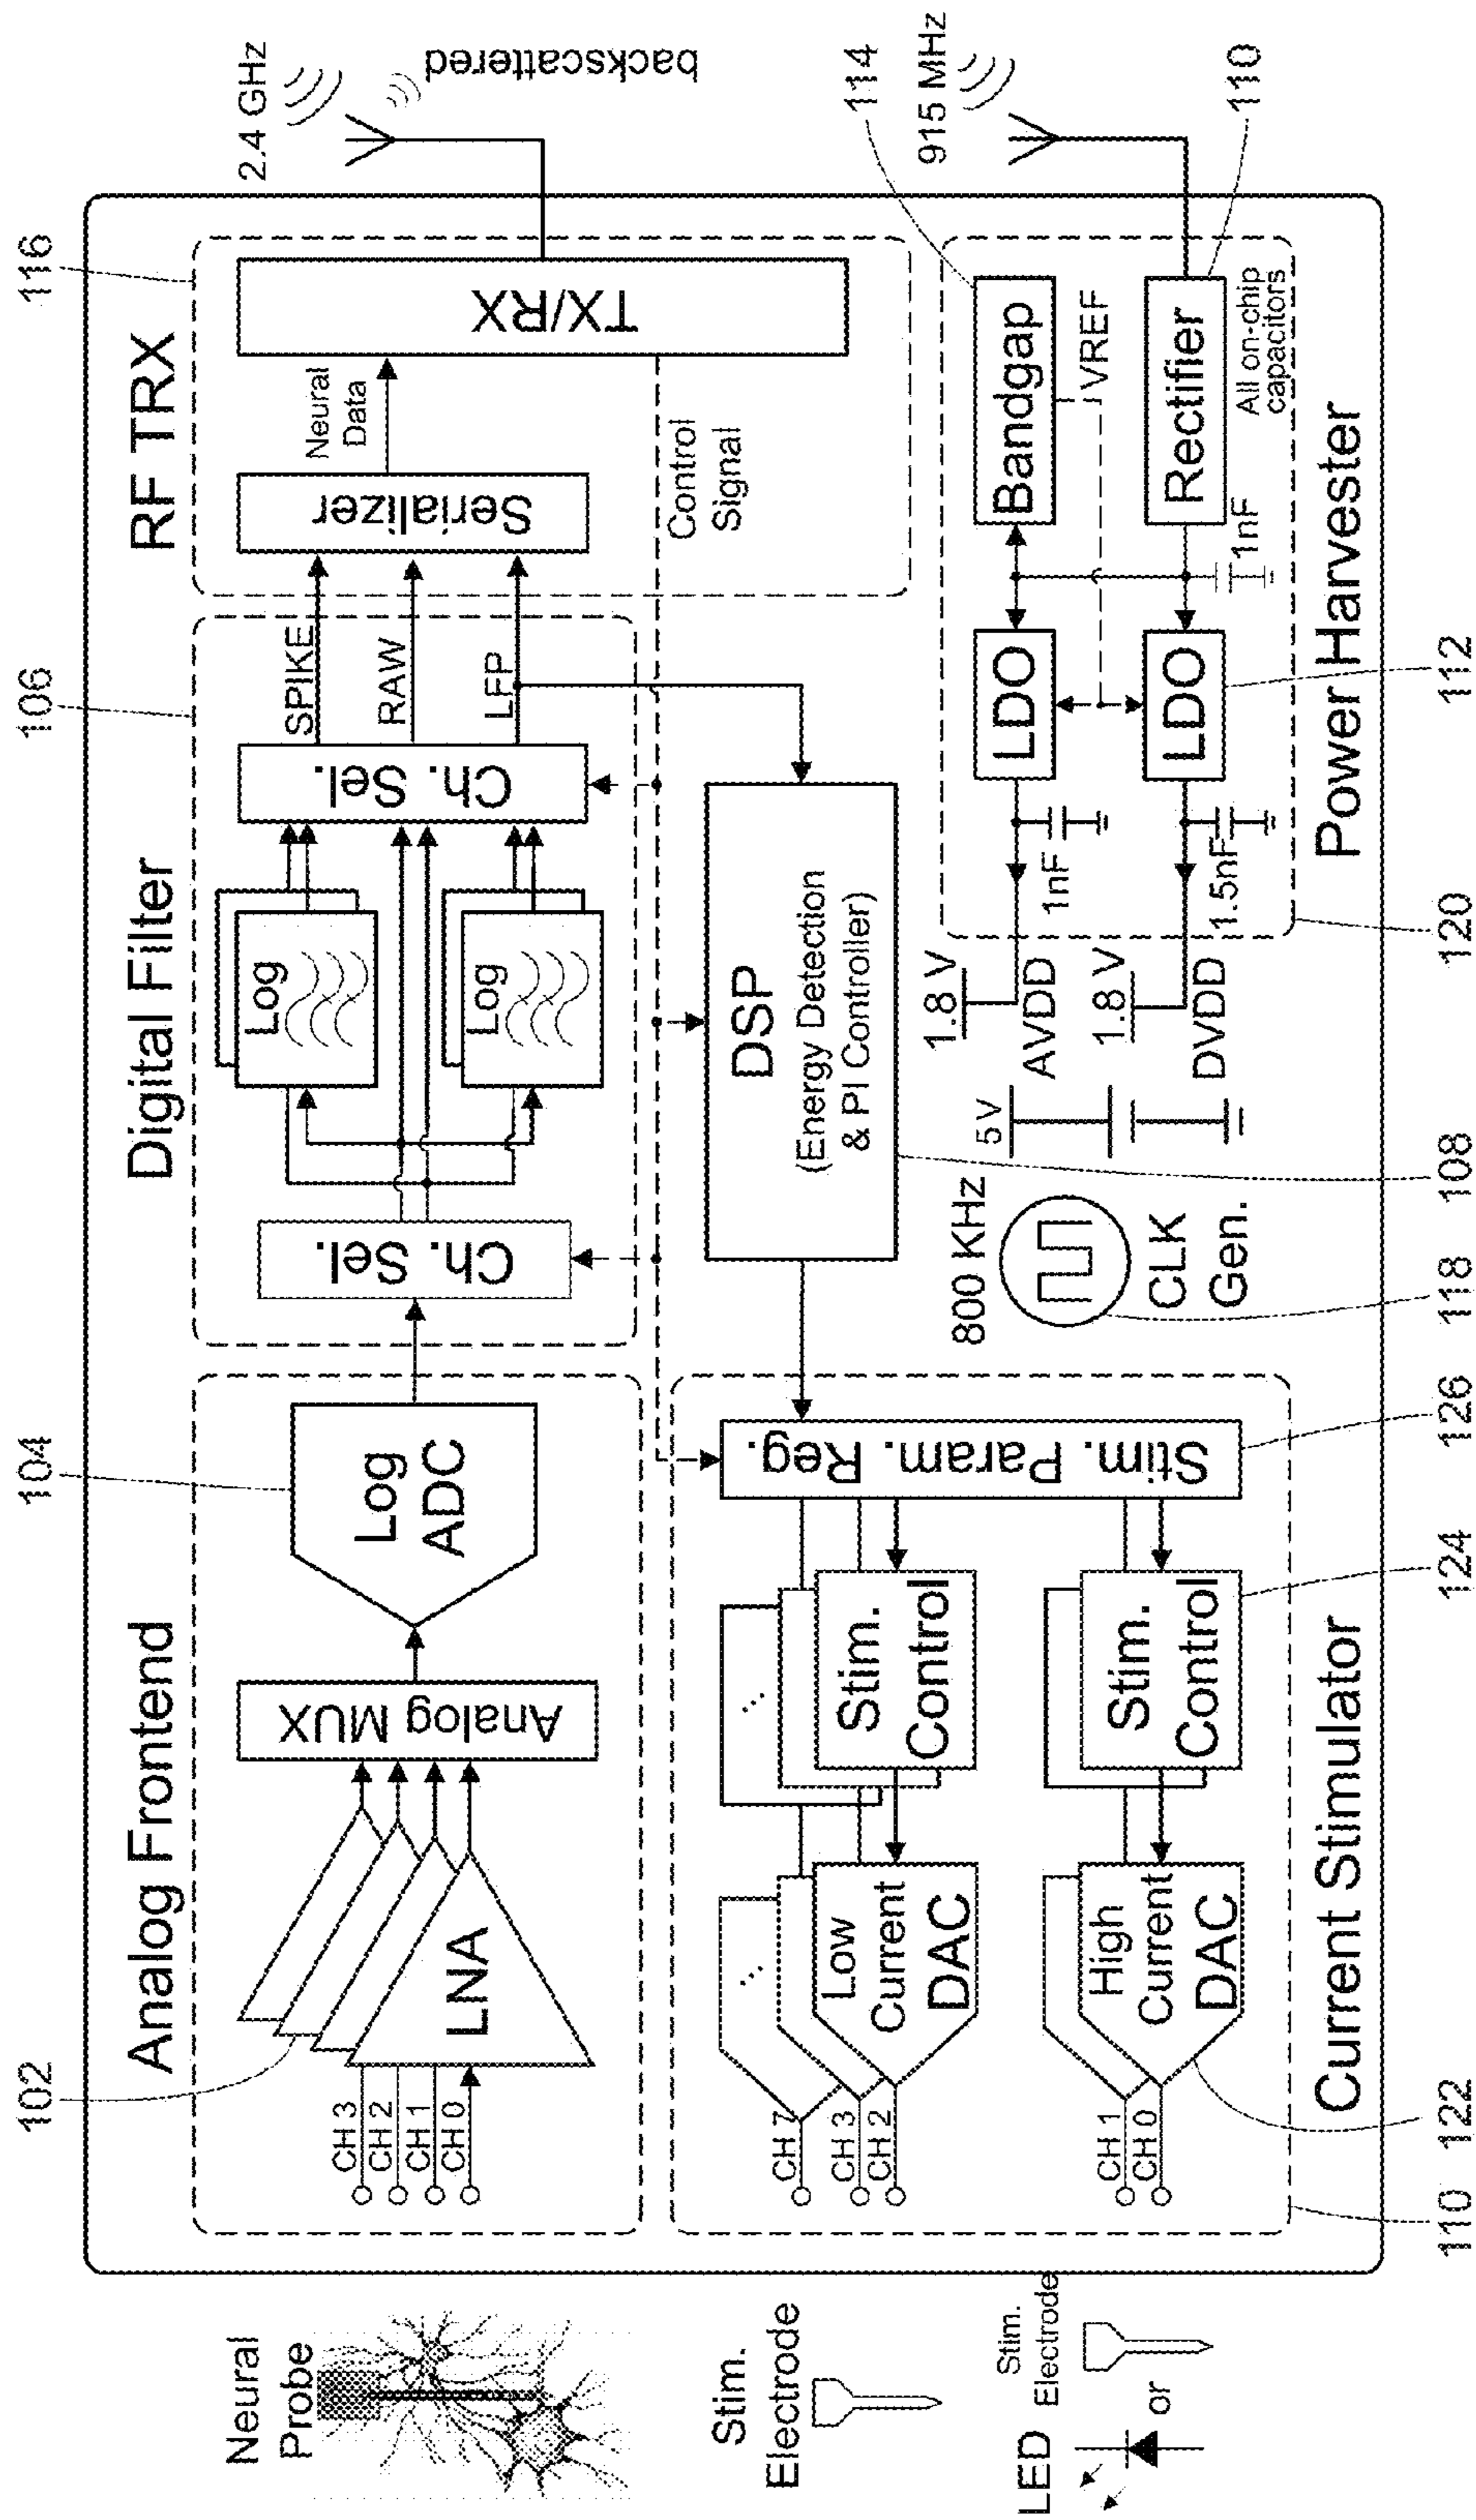 102
104
106
116
Analog Frontend
Digital Filter
RF TRX
Neural
Probe
CH 3
CH 2
CH 1
CH 0
LNA
Analog MUX
Log
ADC
Ch. Sel.
Log
Log
Ch. Sel.
SPIKE
RAW
LFP
Serializer
Neural
Data
TX/RX
2.4 GHz
backscattered
Control
Signal
Stim.
Electrode
CH 7
CH 3
CH 2
...
Low
Current
DAC
...
Stim.
Control
Stim. Param. Reg.
DSP
(Energy Detection
& PI Controller)
114
Stim.
Electrode
LED
or
CH 1
CH 0
High
Current
DAC
Stim.
Control
800 KHz
CLK
Gen.
5V
1.8 V
AVDD
1.8 V
DVDD
1nF
1.5nF
LDO
LDO
Bandgap
VREF
Rectifier
1nF
All on-chip
capacitors
915 MHz
110
Current Stimulator
Power Harvester
110
122
124
126
118
108
120
112